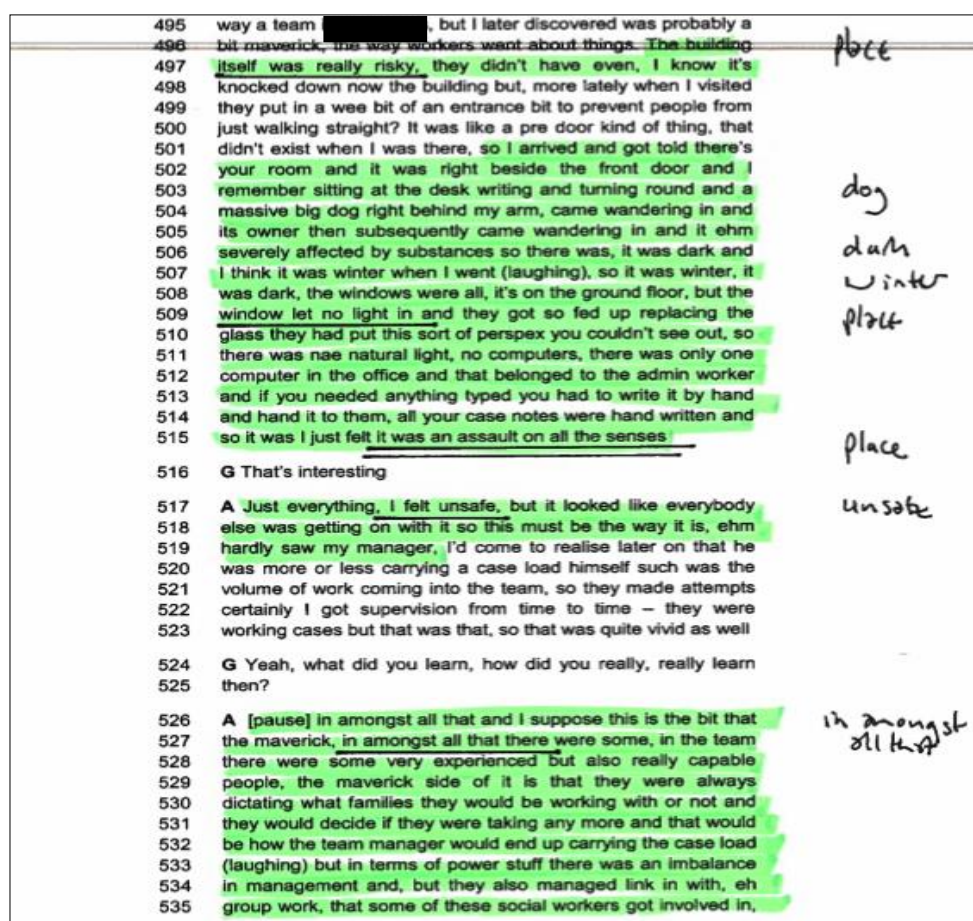 495 way a team , but I later discovered was probably a
496 bit maverick, the way workers went about things. The building
place
497 itself was really risky, they didn't have even, I know it's
498 knocked down now the building but, more lately when I visited
499 they put in a wee bit of an entrance bit to prevent people from
500 just walking straight? It was like a pre door kind of thing, that
501 didn't exist when I was there, so I arrived and got told there's
502 your room and it was right beside the front door and I
503 remember sitting at the desk writing and turning round and a
dog
504 massive big dog right behind my arm, came wandering in and
505 its owner then subsequently came wandering in and it ehm
506 severely affected by substances so there was, it was dark and
dark
507 I think it was winter when I went (laughing), so it was winter, it
winter
508 was dark, the windows were all, it's on the ground floor, but the
509 window let no light in and they got so fed up replacing the
place
510 glass they had put this sort of perspex you couldn't see out, so
511 there was nae natural light, no computers, there was only one
512 computer in the office and that belonged to the admin worker
513 and if you needed anything typed you had to write it by hand
514 and hand it to them, all your case notes were hand written and
515 so it was I just felt it was an assault on all the senses
place
516 G That's interesting
517 A Just everything, I felt unsafe, but it looked like everybody
unsafe
518 else was getting on with it so this must be the way it is, ehm
519 hardly saw my manager, I'd come to realise later on that he
520 was more or less carrying a case load himself such was the
521 volume of work coming into the team, so they made attempts
522 certainly I got supervision from time to time – they were
523 working cases but that was that, so that was quite vivid as well
524 G Yeah, what did you learn, how did you really, really learn
525 then?
526 A [pause] in amongst all that and I suppose this is the bit that
in amongst
527 the maverick, in amongst all that there were some, in the team
all this
528 there were some very experienced but also really capable
529 people, the maverick side of it is that they were always
530 dictating what families they would be working with or not and
531 they would decide if they were taking any more and that would
532 be how the team manager would end up carrying the case load
533 (laughing) but in terms of power stuff there was an imbalance
534 in management and, but they also managed link in with, eh
535 group work, that some of these social workers got involved in,